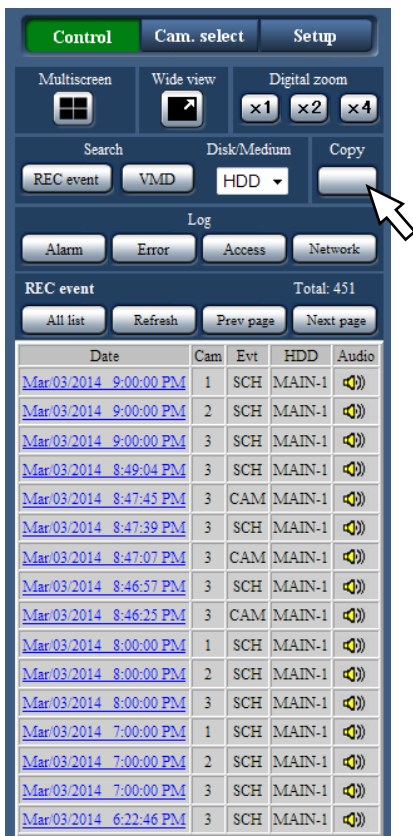 Control Cam. select Setup
Multiscreen Wide view Digital zoom
×1 ×2 ×4
Search Disk/Medium Copy
REC event VMD HDD
Log
Alarm Error Access Network
REC event Total: 451
All list Refresh Prev page Next page
Date Cam Evt HDD Audio
Mar/03/2014 9:00:00 PM 1 SCH MAIN-1
Mar/03/2014 9:00:00 PM 2 SCH MAIN-1
Mar/03/2014 9:00:00 PM 3 SCH MAIN-1
Mar/03/2014 8:49:04 PM 3 SCH MAIN-1
Mar/03/2014 8:47:45 PM 3 CAM MAIN-1
Mar/03/2014 8:47:39 PM 3 SCH MAIN-1
Mar/03/2014 8:47:07 PM 3 CAM MAIN-1
Mar/03/2014 8:46:57 PM 3 SCH MAIN-1
Mar/03/2014 8:46:25 PM 3 CAM MAIN-1
Mar/03/2014 8:00:00 PM 1 SCH MAIN-1
Mar/03/2014 8:00:00 PM 2 SCH MAIN-1
Mar/03/2014 8:00:00 PM 3 SCH MAIN-1
Mar/03/2014 7:00:00 PM 1 SCH MAIN-1
Mar/03/2014 7:00:00 PM 2 SCH MAIN-1
Mar/03/2014 7:00:00 PM 3 SCH MAIN-1
Mar/03/2014 6:22:46 PM 3 SCH MAIN-1